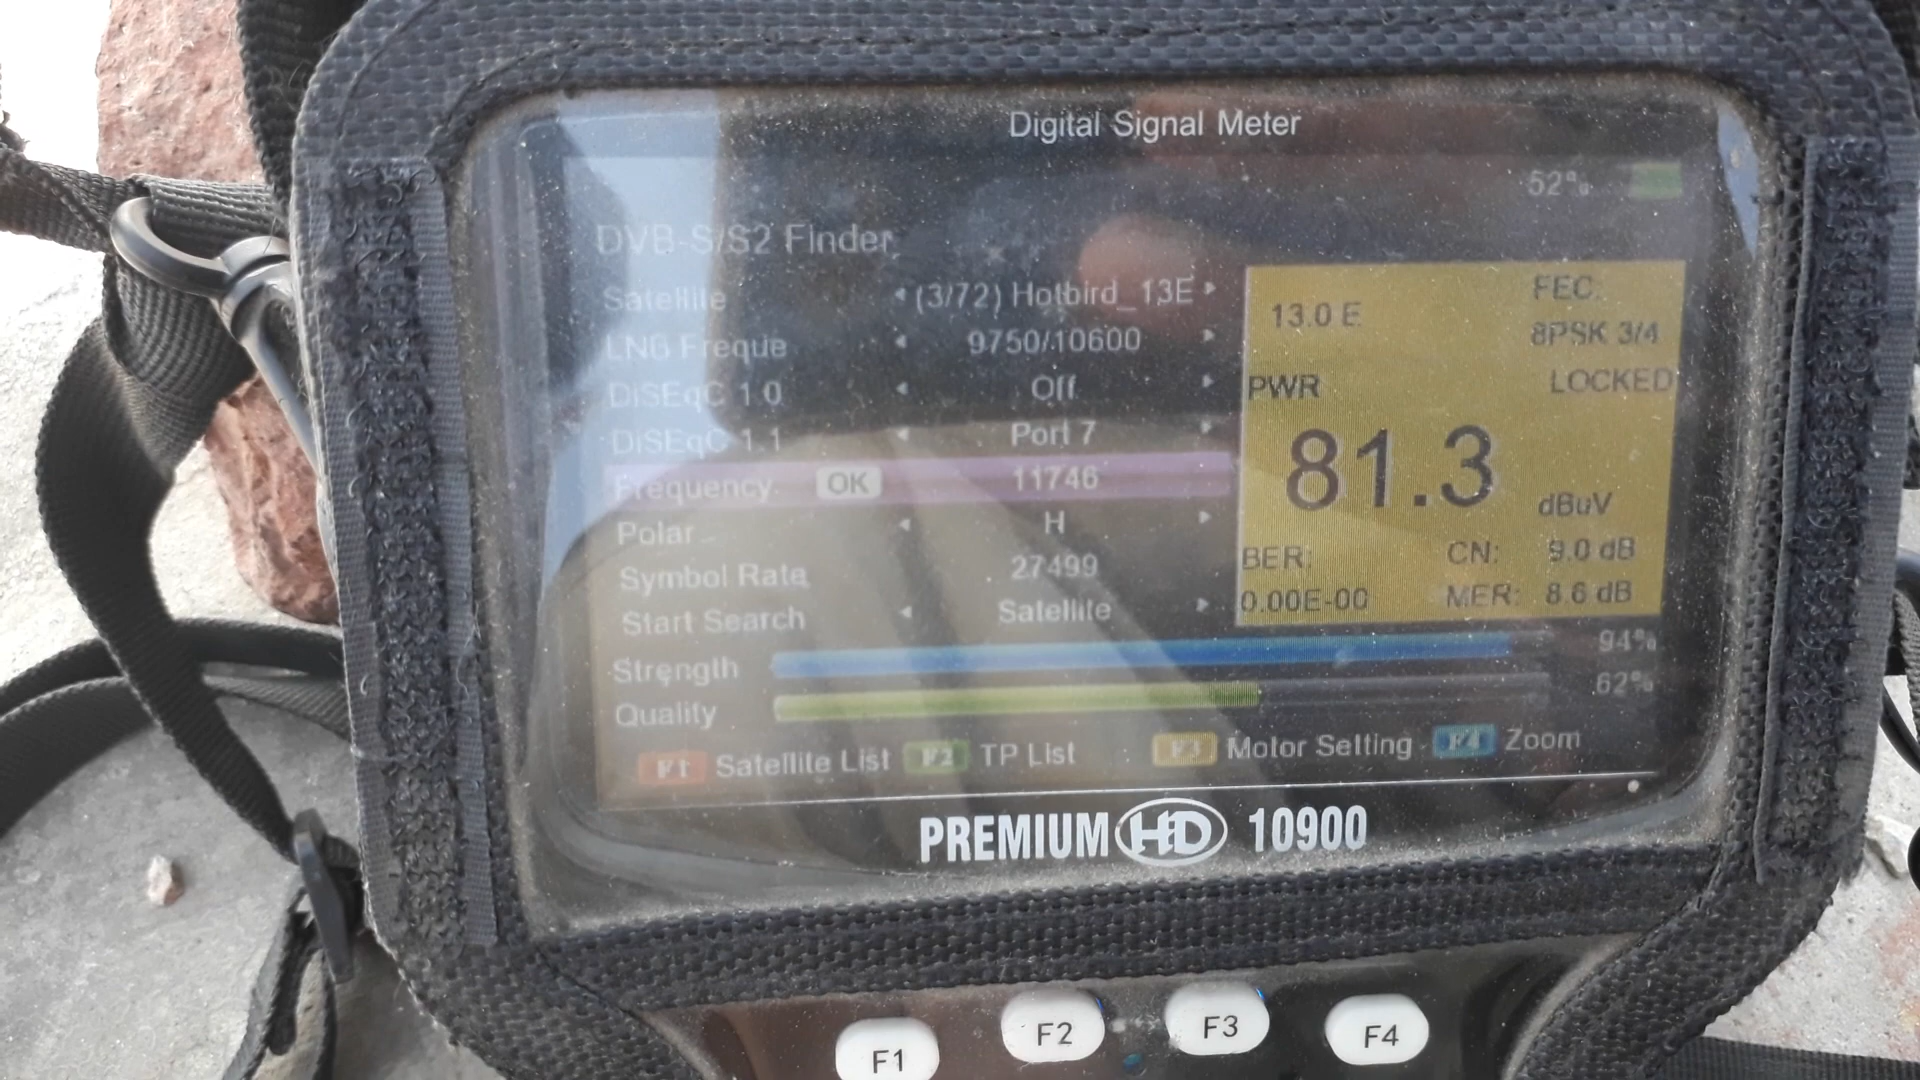 Digital Signal Meter
52%
DVB-S/S2 Finder
Satellite (3/72) Hotbird_13E
LNB Freque 9750/10600
DiSEqC 1.0 Off
DiSEqC 1.1 Port 7
Frequency OK 11746
Polar H
Symbol Rate 27499
Start Search Satellite
13.0 E FEC:
8PSK 3/4
PWR LOCKED
81.3 dBuV
BER: CN: 9.0 dB
0.00E-00 MER: 8.6 dB
Strength 94%
Quality 62%
F1 Satellite List F2 TP List F3 Motor Setting F4 Zoom
PREMIUM HD 10900
F1 F2 F3 F4